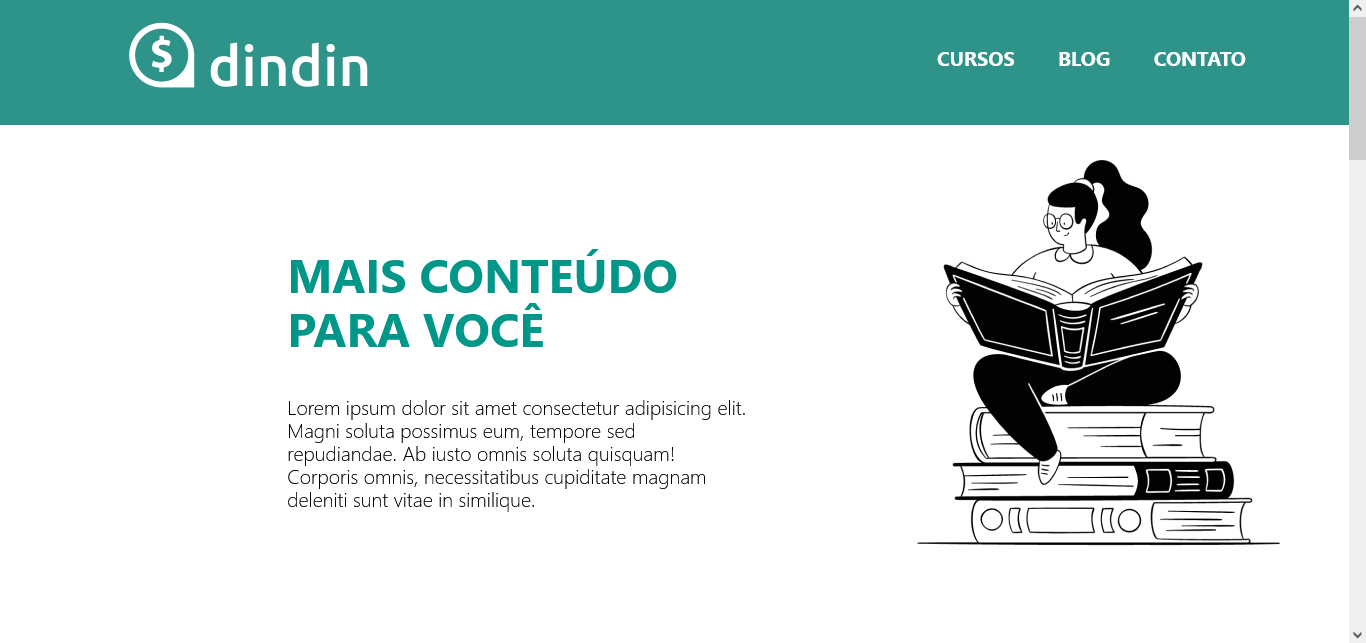 $ dindin
CURSOS BLOG CONTATO
MAIS CONTEÚDO
PARA VOCÊ
Lorem ipsum dolor sit amet consectetur adipisicing elit.
Magni soluta possimus eum, tempore sed
repudiandae. Ab iusto omnis soluta quisquam!
Corporis omnis, necessitatibus cupiditate magnam
deleniti sunt vitae in similique.